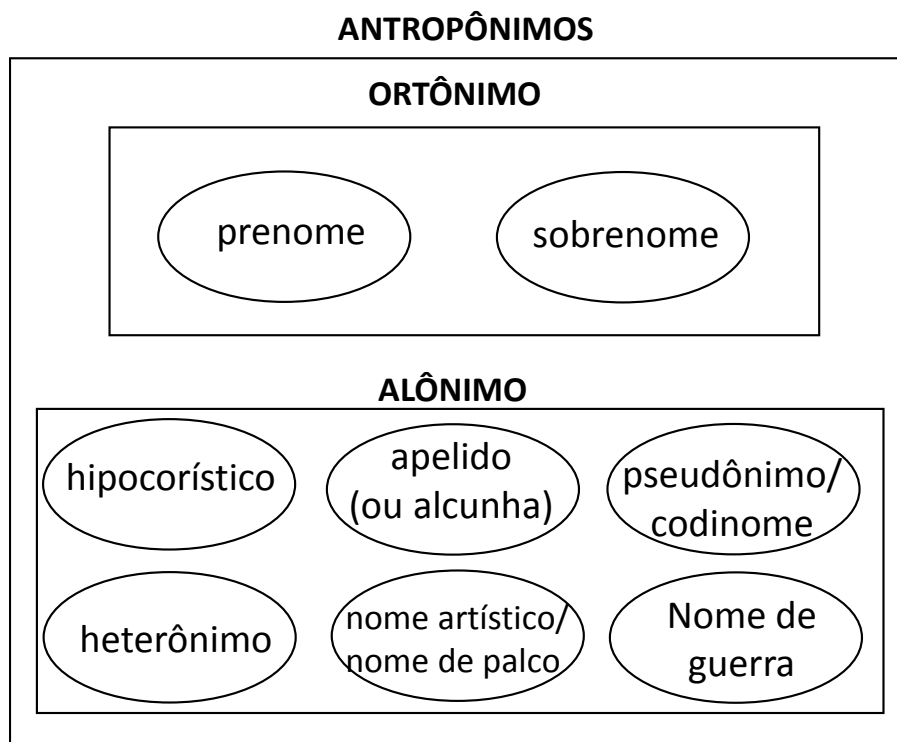 ANTROPÔNIMOS
ORTÔNIMO
prenome
sobrenome
ALÔNIMO
hipocorístico
apelido
(ou alcunha)
pseudônimo/
codinome
heterônimo
nome artístico/
nome de palco
Nome de
guerra